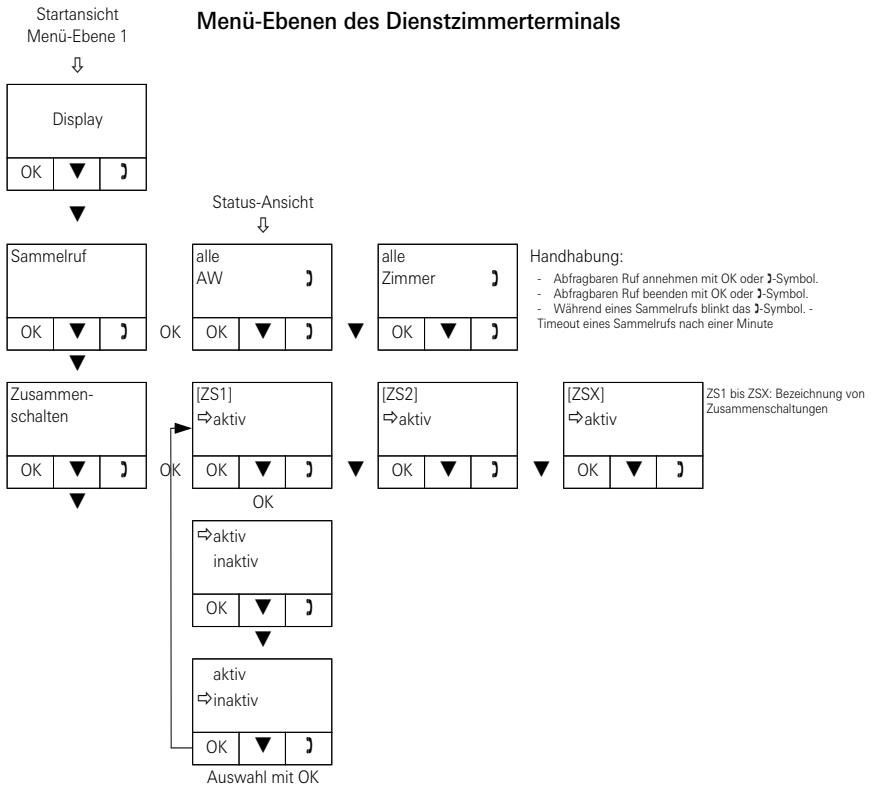 Startansicht
Menü-Ebene 1
Menü-Ebenen des Dienstzimmerterminals
Display
OK
Status-Ansicht
Sammelruf
OK
OK
alle
AW
OK
alle
Zimmer
OK
Handhabung:
- Abfragbaren Ruf annehmen mit OK oder -Symbol.
- Abfragbaren Ruf beenden mit OK oder -Symbol.
- Während eines Sammelrufs blinkt das -Symbol. -
Timeout eines Sammelrufs nach einer Minute
Zusammen-
schalten
OK
OK
[ZS1]
⇨aktiv
OK
[ZS2]
⇨aktiv
OK
[ZSX]
⇨aktiv
OK
ZS1 bis ZSX: Bezeichnung von
Zusammenschaltungen
OK
⇨aktiv
inaktiv
OK
aktiv
⇨inaktiv
OK
Auswahl mit OK